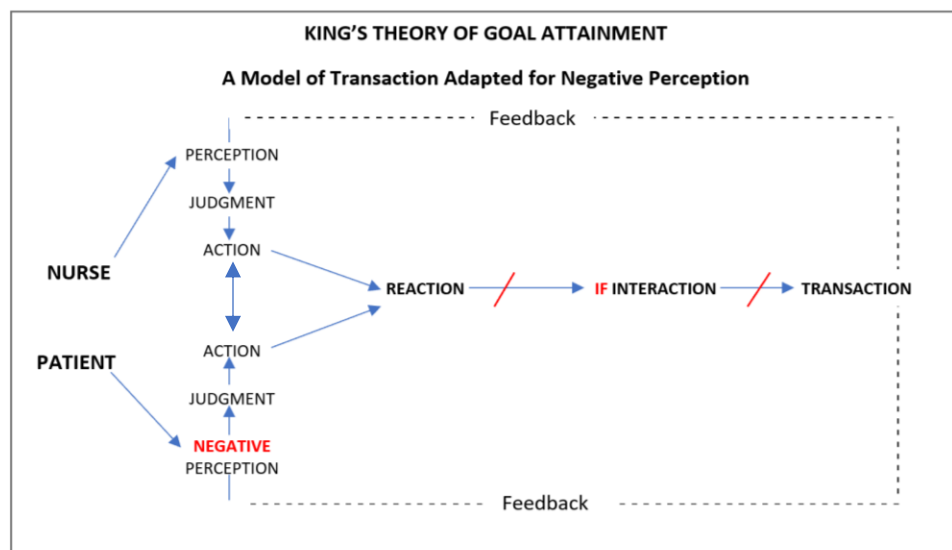 KING'S THEORY OF GOAL ATTAINMENT
A Model of Transaction Adapted for Negative Perception
Feedback
PERCEPTION
JUDGMENT
ACTION
NURSE
REACTION
IF INTERACTION
TRANSACTION
ACTION
PATIENT
JUDGMENT
NEGATIVE
PERCEPTION
Feedback